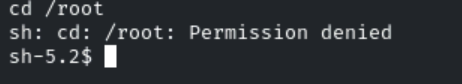 cd /root
sh: cd: /root: Permission denied
sh-5.2$